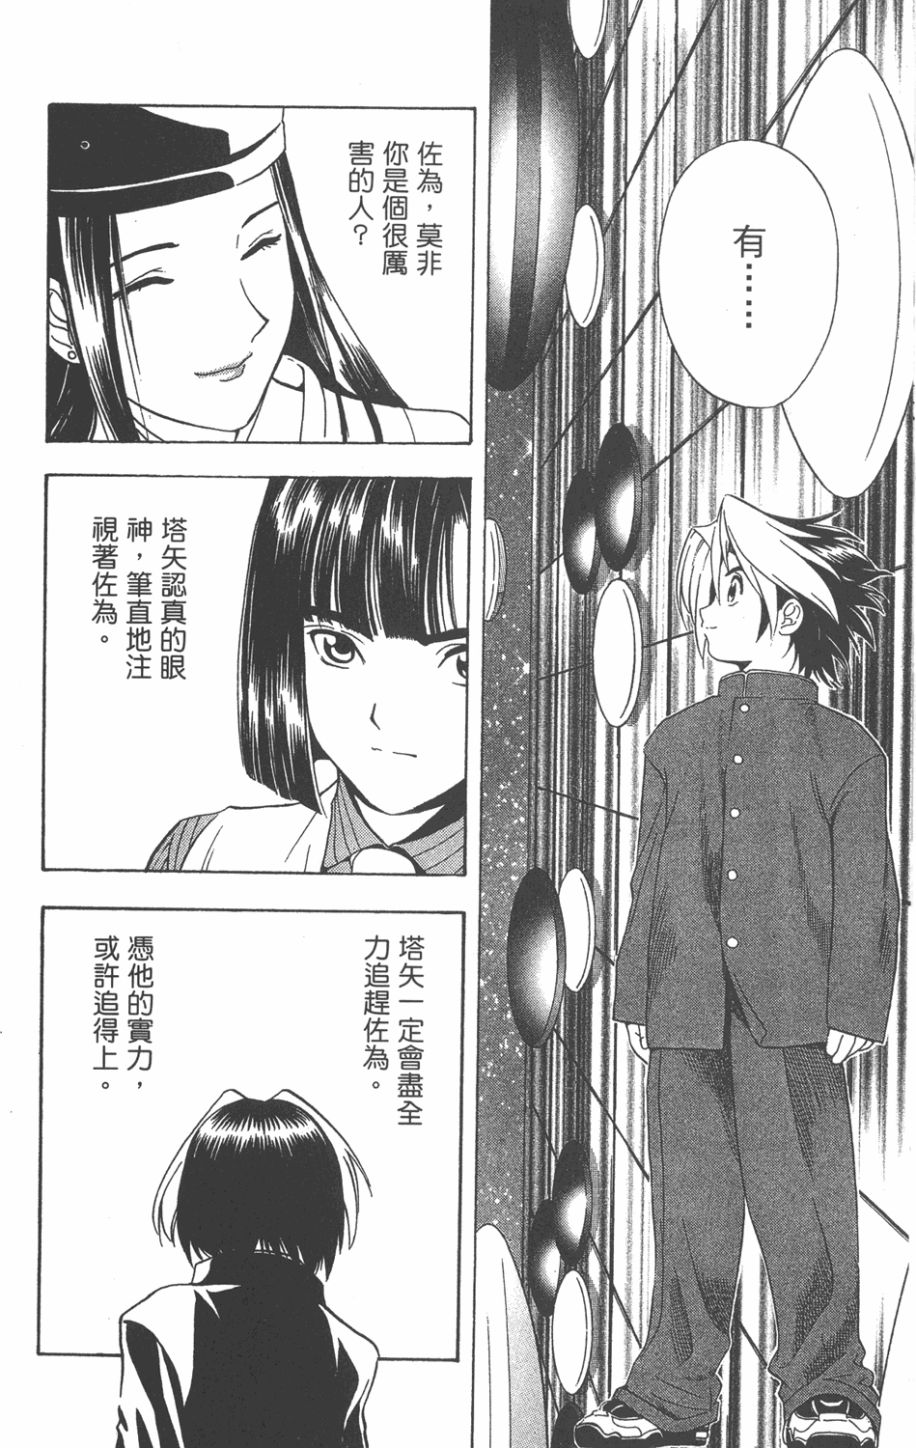 有……
佐為，莫非
你是個很厲
害的人？
塔矢認真的眼
神，筆直地注
視著佐為。
塔矢一定會盡全
力追趕佐為。
憑他的實力，
或許追得上。